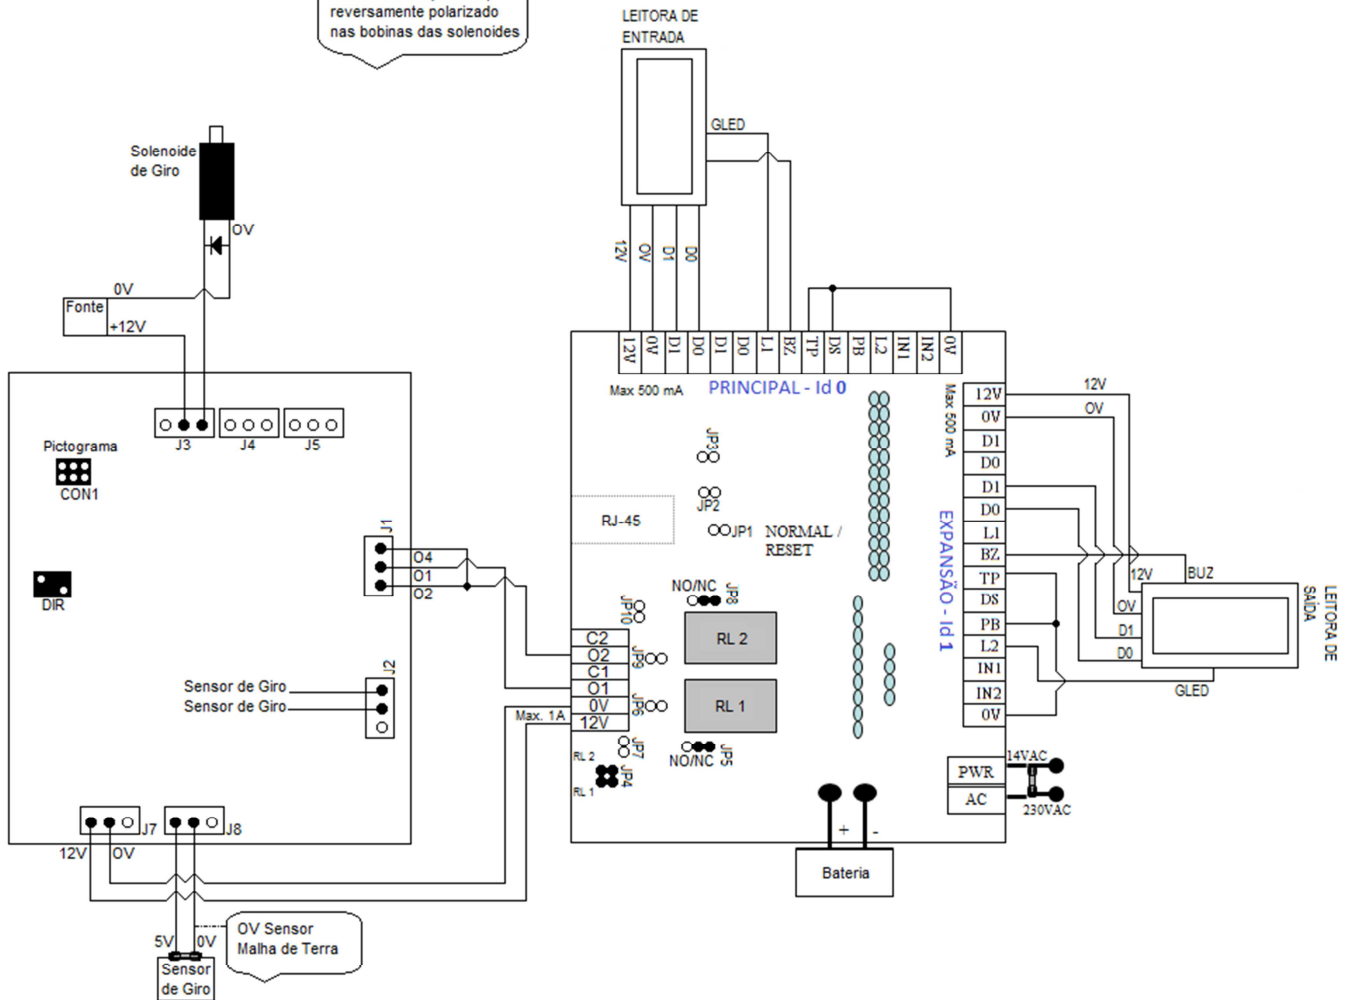 reversamente polarizado
nas bobinas das solenoides
LEITORA DE
ENTRADA
GLED
12V
OV
D1
D0
Solenoide
de Giro
OV
0V
Fonte
+12V
12V
0V
D1
D0
D1
D0
L1
BZ
TP
DS
PB
L2
IN1
IN2
0V
Max 500 mA
PRINCIPAL - Id 0
J3
J4
J5
Pictograma
CON1
DIR
J1
O4
O1
O2
J2
Sensor de Giro
Sensor de Giro
JP3
JP2
JP1
NORMAL /
RESET
RJ-45
NO/NC
JP8
JP10
RL 2
JP9
RL 1
JP6
C2
O2
C1
O1
0V
12V
Max. 1A
JP7
RL 2
JP4
RL 1
NO/NC
JP5
Max 500 mA
EXPANSÃO - Id 1
12V
0V
D1
D0
D1
D0
L1
BZ
TP
DS
PB
L2
IN1
IN2
0V
12V
OV
BUZ
12V
OV
D1
D0
GLED
LEITORA DE
SAÍDA
PWR
AC
14VAC
230VAC
+
-
Bateria
J7
J8
12V
OV
5V
0V
OV Sensor
Malha de Terra
Sensor
de Giro